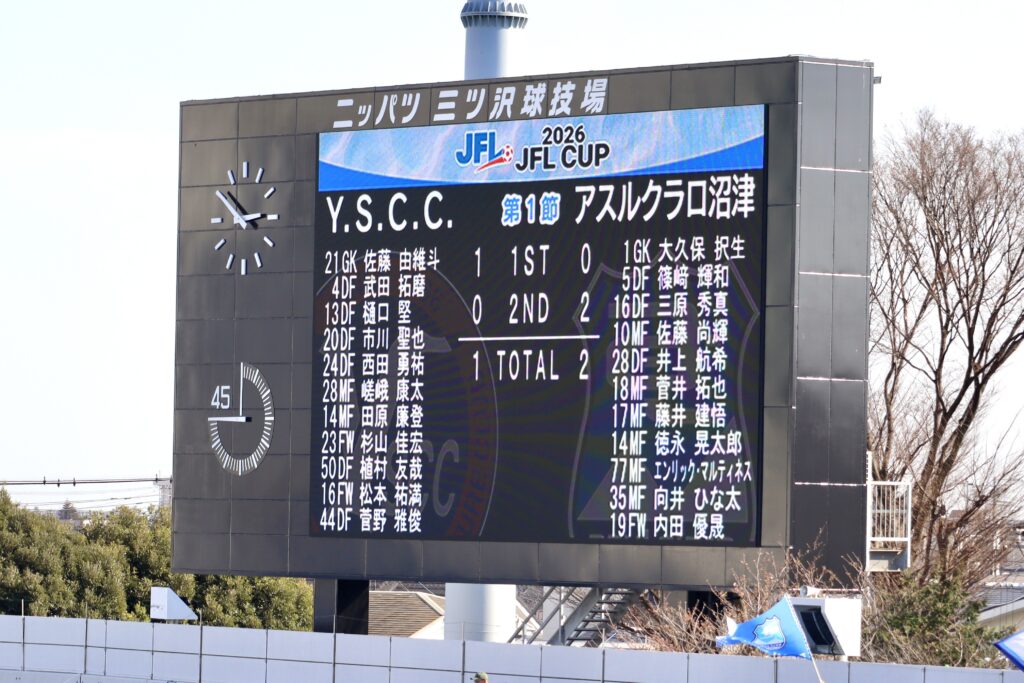 ニッパツ 三ツ沢球技場
JFL 2026
JFL CUP
Y.S.C.C. 第1節 アスルクラロ沼津
1 1ST 0
0 2ND 2
1 TOTAL 2
21GK 佐藤 由維斗
4DF 武田 拓磨
13DF 樋口 堅
20DF 市川 聖也
24DF 西田 勇祐
28MF 嵯峨 康太
14MF 田原 廉登
23FW 杉山 佳宏
50DF 植村 友哉
16FW 松本 祐満
44DF 菅野 雅俊
1GK 大久保 択生
5DF 篠﨑 輝和
16DF 三原 秀真
10MF 佐藤 尚輝
28DF 井上 航希
18MF 菅井 拓也
17MF 藤井 建悟
14MF 徳永 晃太郎
77MF エンリック・マルティネス
35MF 向井 ひな太
19FW 内田 優晟
45